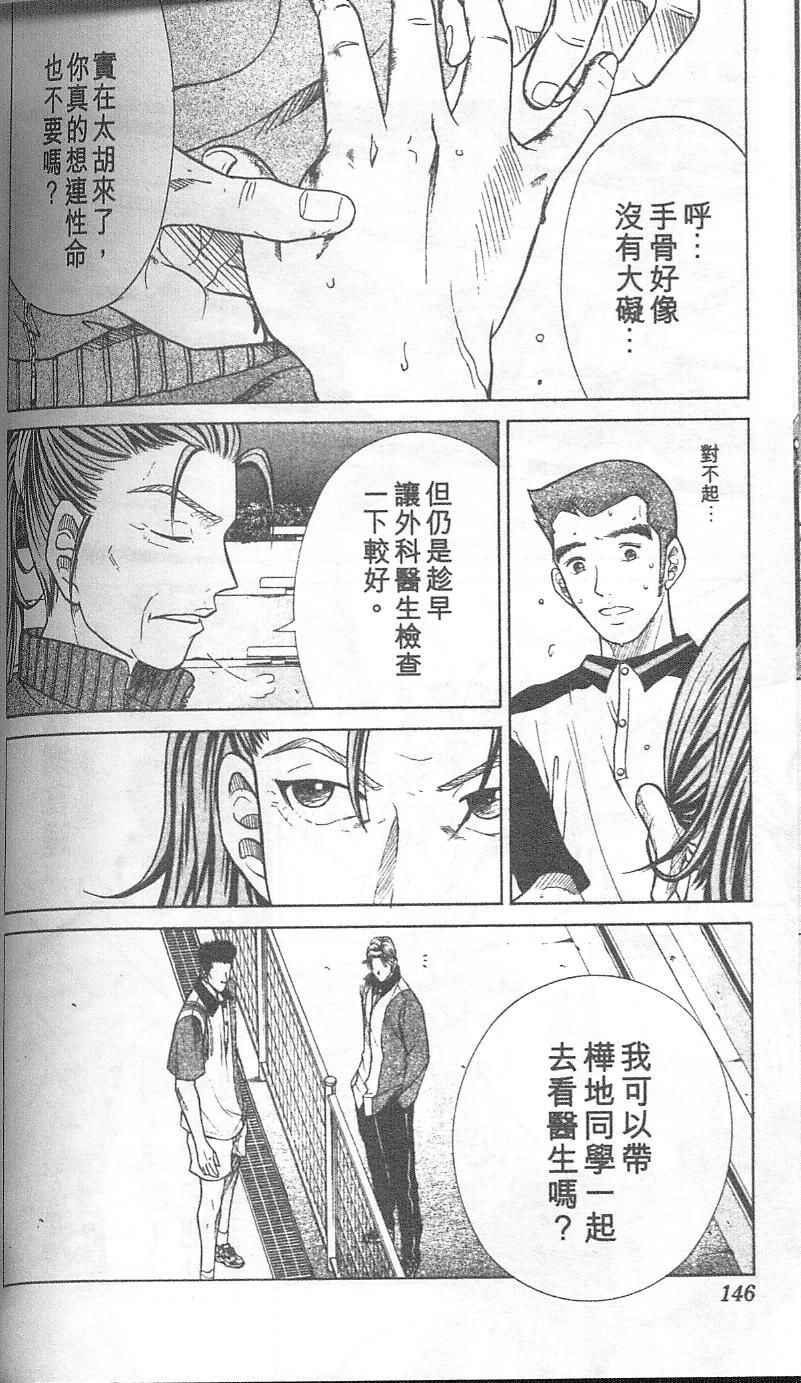 呼⋯
手骨好像
沒有大礙⋯
實在太胡來了，
你真的想連性命
也不要嗎？
對不起⋯
但仍是趁早
讓外科醫生檢查
一下較好。
我可以帶
樺地同學一起
去看醫生嗎？
146